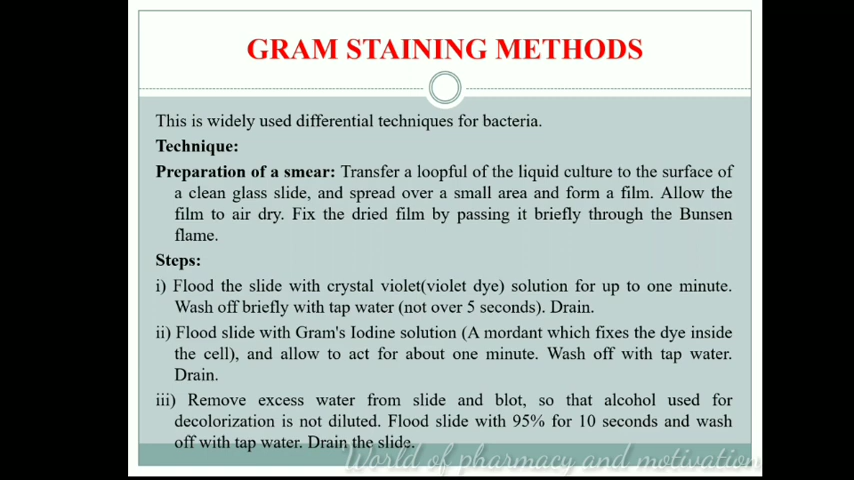 GRAM STAINING METHODS
This is widely used differential techniques for bacteria.
Technique:
Preparation of a smear: Transfer a loopful of the liquid culture to the surface of
a clean glass slide, and spread over a small area and form a film. Allow the
film to air dry. Fix the dried film by passing it briefly through the Bunsen
flame.
Steps:
i) Flood the slide with crystal violet(violet dye) solution for up to one minute.
Wash off briefly with tap water (not over 5 seconds). Drain.
ii) Flood slide with Gram's Iodine solution (A mordant which fixes the dye inside
the cell), and allow to act for about one minute. Wash off with tap water.
Drain.
iii) Remove excess water from slide and blot, so that alcohol used for
decolorization is not diluted. Flood slide with 95% for 10 seconds and wash
off with tap water. Drain the slide.
World of pharmacy and motivation